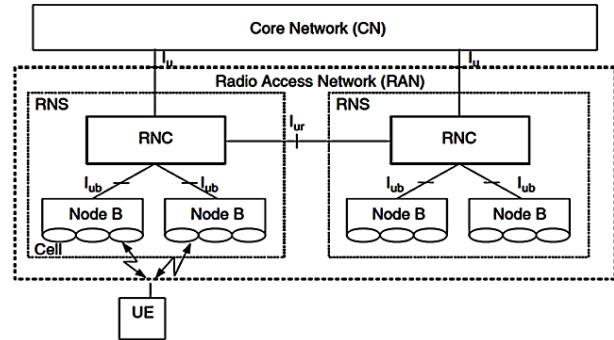 Core Network (CN)
Iu Iu
Radio Access Network (RAN)
RNS RNS
RNC Iur RNC
Iub Iub Iub Iub
Node B Node B Node B Node B
Cell
UE